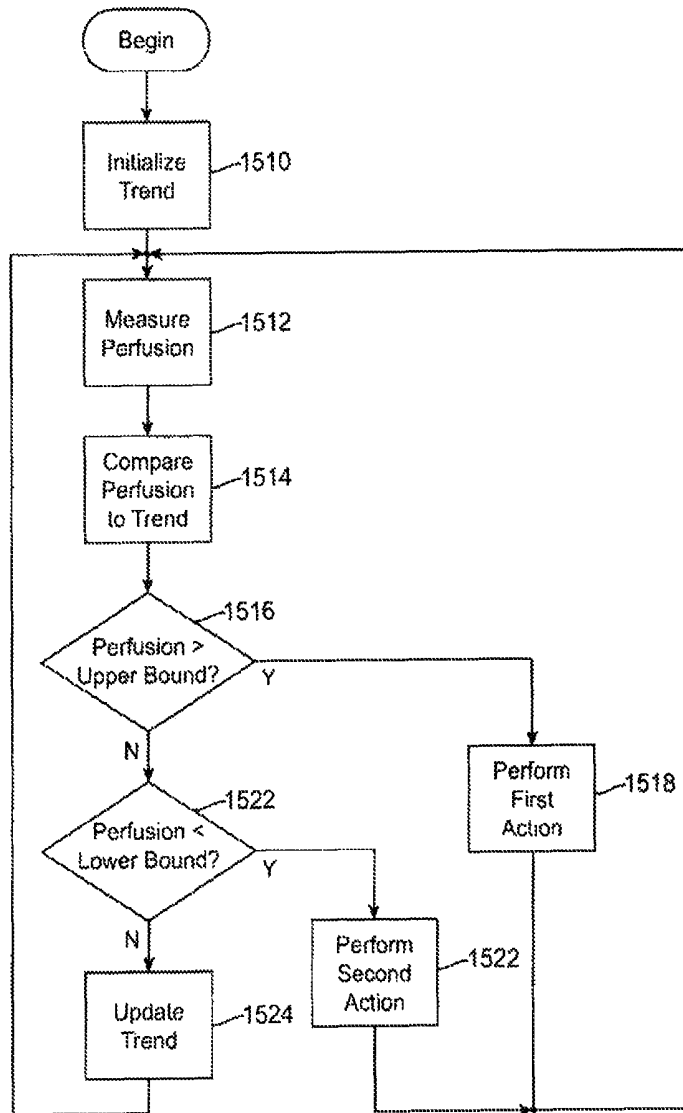 Begin
Initialize
Trend
1510
Measure
Perfusion
1512
Compare
Perfusion
to Trend
1514
1516
Perfusion >
Upper Bound?
Y
N
Perform
First
Action
1518
1522
Perfusion <
Lower Bound?
Y
N
Perform
Second
Action
1522
Update
Trend
1524